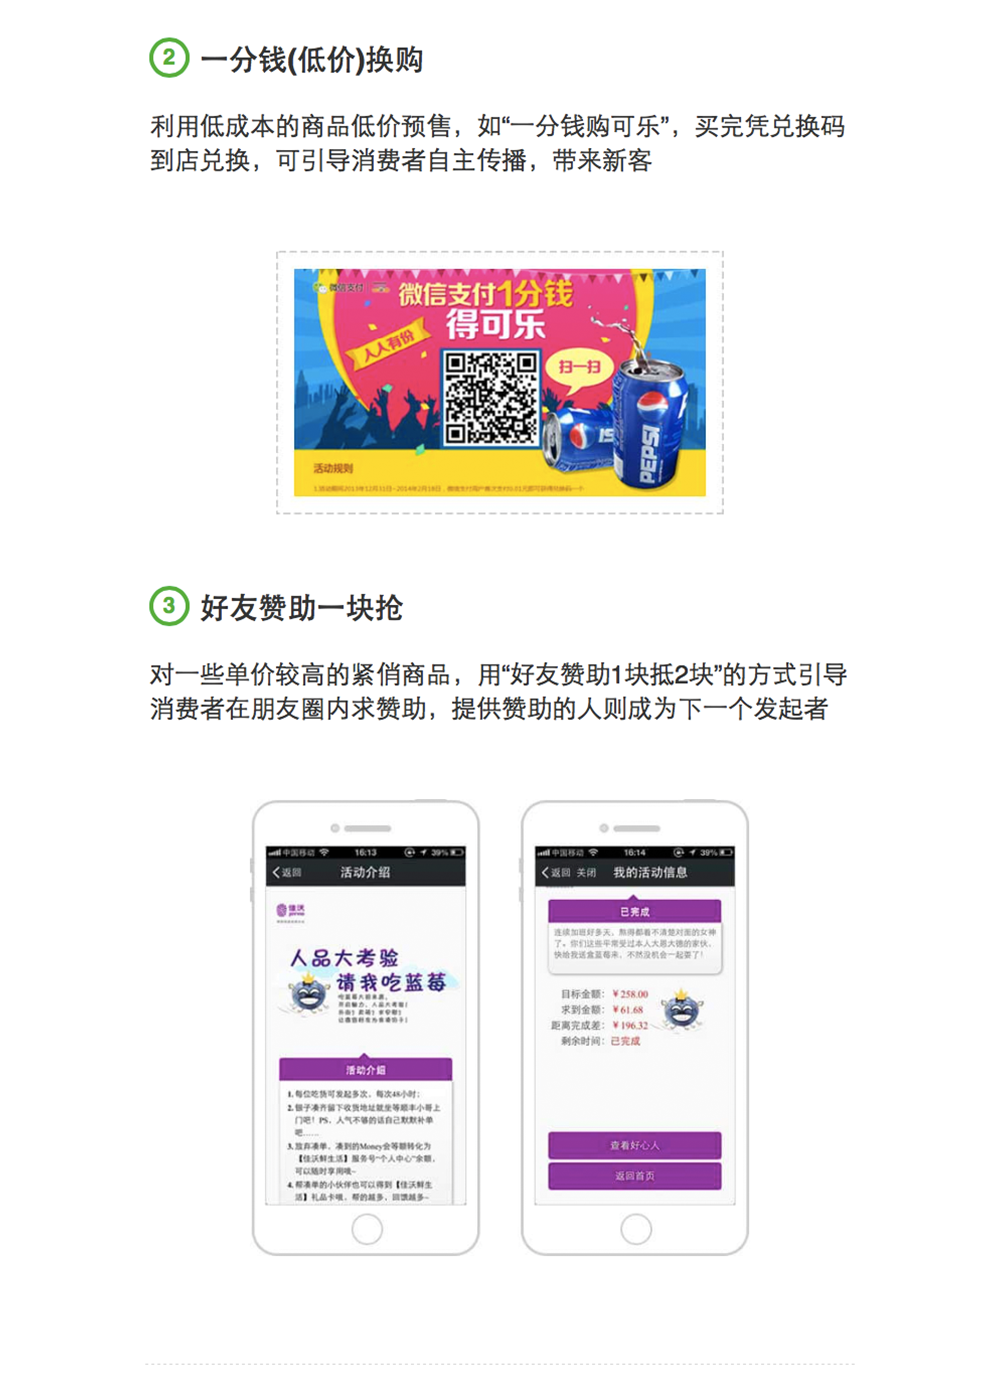 2 一分钱(低价)换购
利用低成本的商品低价预售，如“一分钱购可乐”，买完凭兑换码
到店兑换，可引导消费者自主传播，带来新客
微信支付
微信支付1分钱
得可乐
人人有份
扫一扫
PEPSI
活动规则
3 好友赞助一块抢
对一些单价较高的紧俏商品，用“好友赞助1块抵2块”的方式引导
消费者在朋友圈内求赞助，提供赞助的人则成为下一个发起者
中国移动 16:13 39%
返回 活动介绍
佳沃
人品大考验
请我吃蓝莓
活动介绍
1. 每位吃货可发起多次，每次48小时；
2. 银子凑齐留下收货地址就坐等顺丰小哥上
门吧！PS，人气不够的话自己默默补单
吧……
3. 放弃凑单，凑到的Money会等额转化为
【佳沃鲜生活】服务号“个人中心”余额，
可以随时享用哦~
4. 帮凑单的小伙伴也可以得到【佳沃鲜生
活】礼品卡哦，帮的越多，回馈越多~
中国移动 16:14 39%
返回 关闭 我的活动信息
已完成
连续加班好多天，熬得都看不清楚对面的女神
了。你们这些平常受过本人大恩大德的家伙，
快给我送盒蓝莓来，不然没机会一起耍了！
目标金额：￥258.00
求到金额：￥61.68
距离完成差：￥196.32
剩余时间：已完成
查看好心人
返回首页